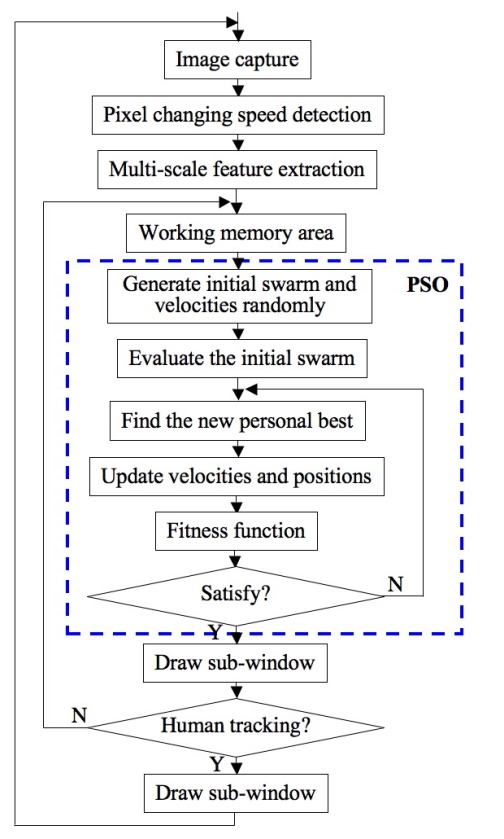 Image capture
Pixel changing speed detection
Multi-scale feature extraction
Working memory area
PSO
Generate initial swarm and
velocities randomly
Evaluate the initial swarm
Find the new personal best
Update velocities and positions
Fitness function
Satisfy?
N
Y
Draw sub-window
N
Human tracking?
Y
Draw sub-window